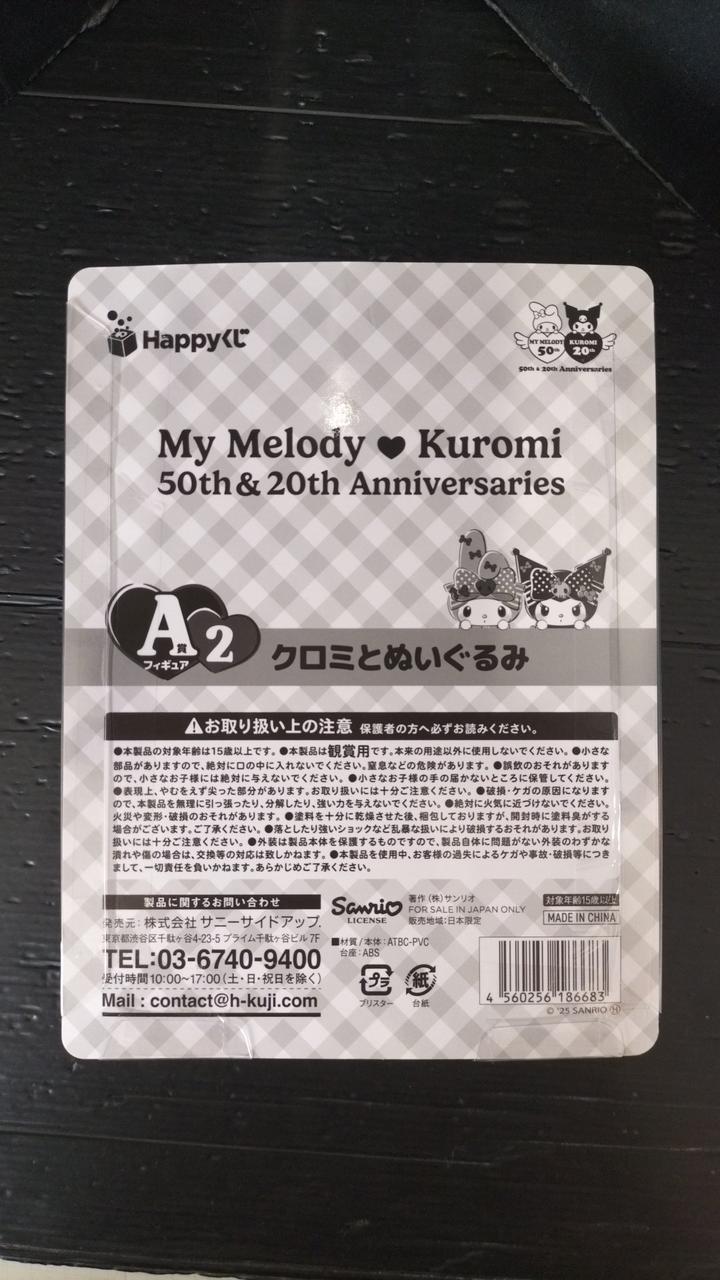 Happyくじ
MY MELODY 50th KUROMI 20th
50th & 20th Anniversaries
My Melody ♥ Kuromi
50th & 20th Anniversaries
A賞 フィギュア 2
クロミとぬいぐるみ
⚠お取り扱い上の注意 保護者の方へ必ずお読みください。
●本製品の対象年齢は15歳以上です。●本製品は観賞用です。本来の用途以外に使用しないでください。●小さな
部品がありますので、絶対に口の中に入れないでください。窒息などの危険があります。●誤飲のおそれがあります
ので、小さなお子様には絶対に与えないでください。●小さなお子様の手の届かないところに保管してください。
●表現上、やむをえず尖った部分があります。お取り扱いには十分ご注意ください。●破損・ケガの原因になります
ので、本製品を無理に引っ張ったり、分解したり、強い力を与えないでください。●絶対に火気に近づけないでください。
火災や変形・破損のおそれがあります。●塗料を十分に乾燥させた後、梱包しておりますが、開封時に塗料臭がする
場合がございます。ご了承ください。●落としたり強いショックなど乱暴な扱いにより破損するおそれがあります。お取り
扱いには十分ご注意ください。●外装は製品本体を保護するものですので、製品自体に問題がない外装のわずかな
潰れや傷の場合は、交換等の対応は致しかねます。●本製品を使用中、お客様の過失によるケガや事故・破損等につき
まして、一切責任を負いかねます。あらかじめご了承ください。
製品に関するお問い合わせ
発売元：株式会社 サニーサイドアップ.
東京都渋谷区千駄ヶ谷4-23-5 プライム千駄ヶ谷ビル 7F
TEL:03-6740-9400
受付時間10:00~17:00(土・日・祝日を除く)
Mail : contact@h-kuji.com
Sanrio LICENSE
著作 (株)サンリオ
FOR SALE IN JAPAN ONLY
販売地域：日本限定
■材質/本体：ATBC-PVC
台座：ABS
プラ
ブリスター
紙
台紙
対象年齢15歳以上
MADE IN CHINA
4 560256 186683
© '25 SANRIO Ⓗ